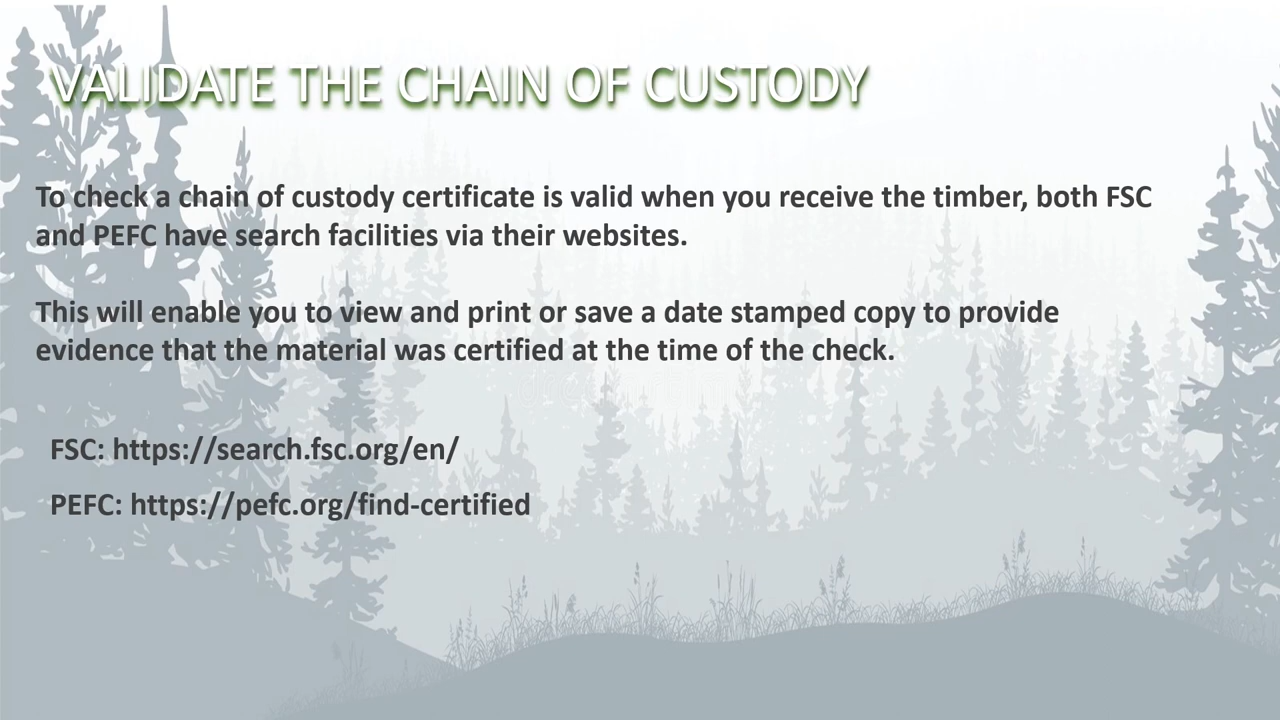 VALIDATE THE CHAIN OF CUSTODY
To check a chain of custody certificate is valid when you receive the timber, both FSC
and PEFC have search facilities via their websites.
This will enable you to view and print or save a date stamped copy to provide
evidence that the material was certified at the time of the check.
FSC: https://search.fsc.org/en/
PEFC: https://pefc.org/find-certified